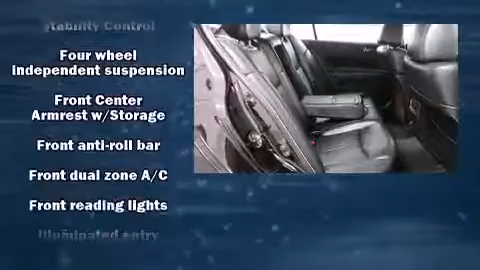 Stability Control
Four wheel
independent suspension
Front Center
Armrest w/Storage
Front anti-roll bar
Front dual zone A/C
Front reading lights
Illuminated entry